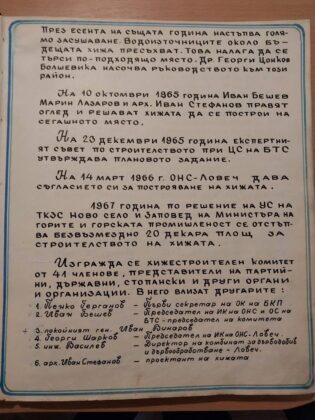 През есента на същата година настъпва голя-
мо засушаване. Водоизточниците около бъ-
дещата хижа пресъхват. Това налага да се
търси по-подходящо място. Др. Георги Цонков
Болшевика насочва ръководството към този
район.
На 10 октомври 1965 година Иван Бешев
Марин Лазаров и арх. Иван Стефанов правят
оглед и решават хижата да се построи на
сегашното място.
На 23 декември 1965 година експертни-
ят съвет по строителството при ЦС на БТС
утвърждава плановото задание.
На 14 март 1966 г. ОНС-Ловеч дава
съгласието си за построяване на хижата.
1967 година по решение на УС на
ТКЗС Ново село и Заповед на Министъра на
горите и горската промишленост се отстъп-
ва безвъзмездно 20 декара площ за
строителството на хижата.
Изгражда се хижестроителен комитет
от 41 членове, представители на партий-
ни, държавни, стопански и други органи
и организации. В него влизат другарите:
1. Пенко Герганов – Първи секретар на ОК на БКП
2. Иван Бешев – Председател на ИК на ОНС и ОС на
БТС - председател на комитета
+ 3. покойният ген. Иван Винаров
4. Георги Шарков – Председател ИК на ОНС - Ловеч.
5. инж. Василев – Директор на комбинат за дърводобив
и дървообработване - Ловеч.
6. арх. Иван Стефанов – проектант на хижата